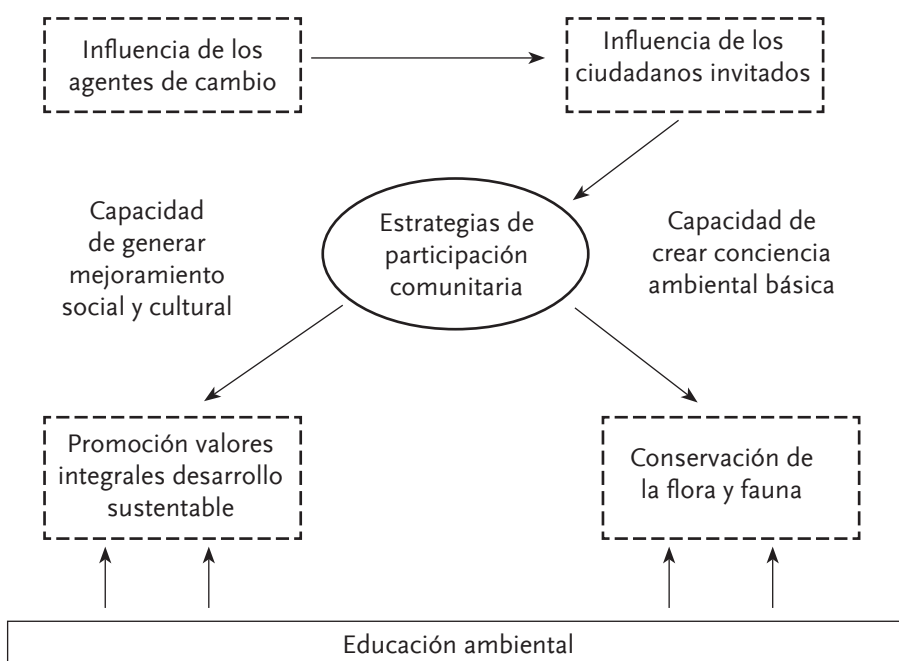 Influencia de los
agentes de cambio
Influencia de los
ciudadanos invitados
Capacidad
de generar
mejoramiento
social y cultural
Estrategias de
participación
comunitaria
Capacidad de
crear conciencia
ambiental básica
Promoción valores
integrales desarrollo
sustentable
Conservación de
la flora y fauna
Educación ambiental